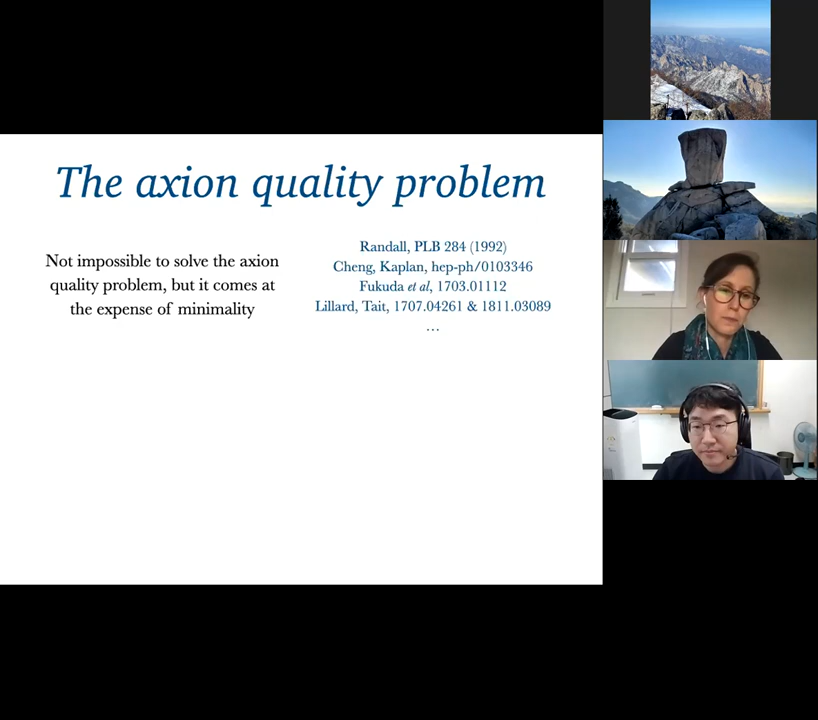 The axion quality problem
Not impossible to solve the axion
quality problem, but it comes at
the expense of minimality
Randall, PLB 284 (1992)
Cheng, Kaplan, hep-ph/0103346
Fukuda et al, 1703.01112
Lillard, Tait, 1707.04261 & 1811.03089
…